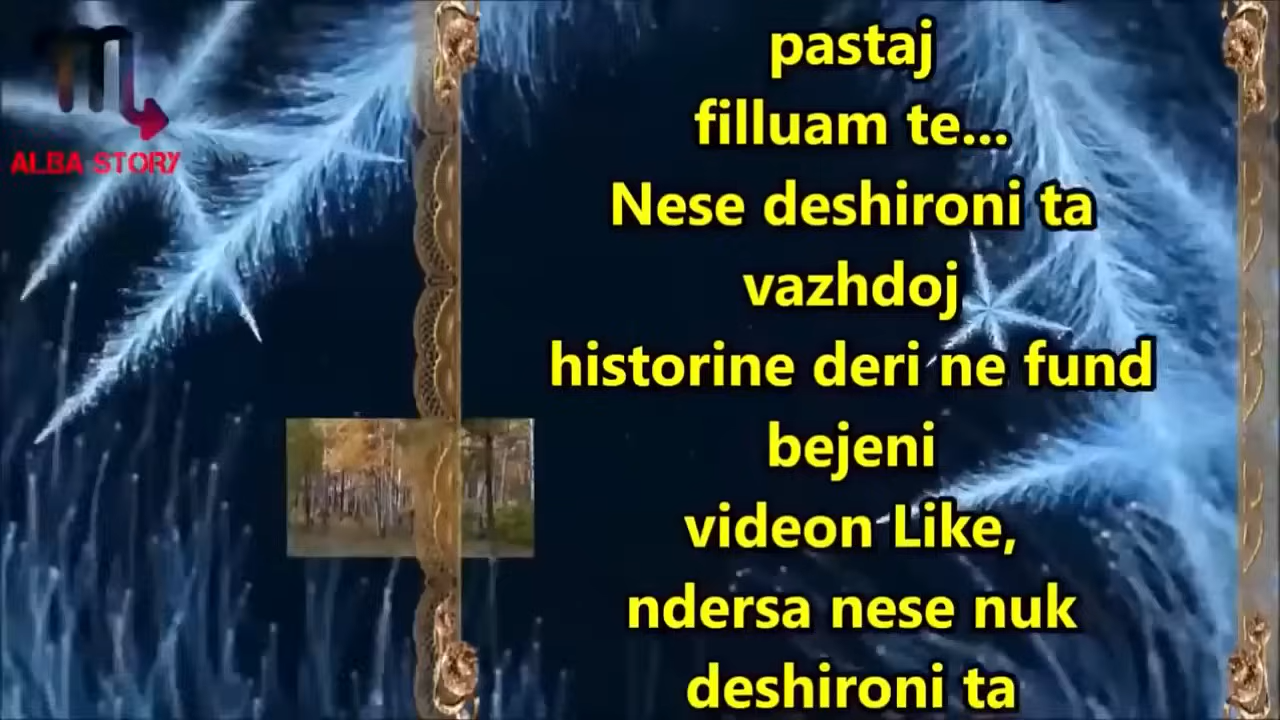 ALBA STORY
pastaj
filluam te...
Nese deshironi ta
vazhdoj
historine deri ne fund
bejeni
videon Like,
ndersa nese nuk
deshironi ta